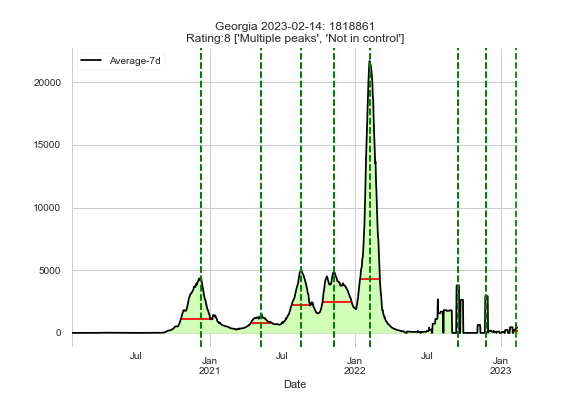 Georgia 2023-02-14: 1818861
Rating:8 ['Multiple peaks', 'Not in control']
Average-7d
20000
15000
10000
5000
0
Jul
Jan
2021
Jul
Jan
2022
Jul
Jan
2023
Date